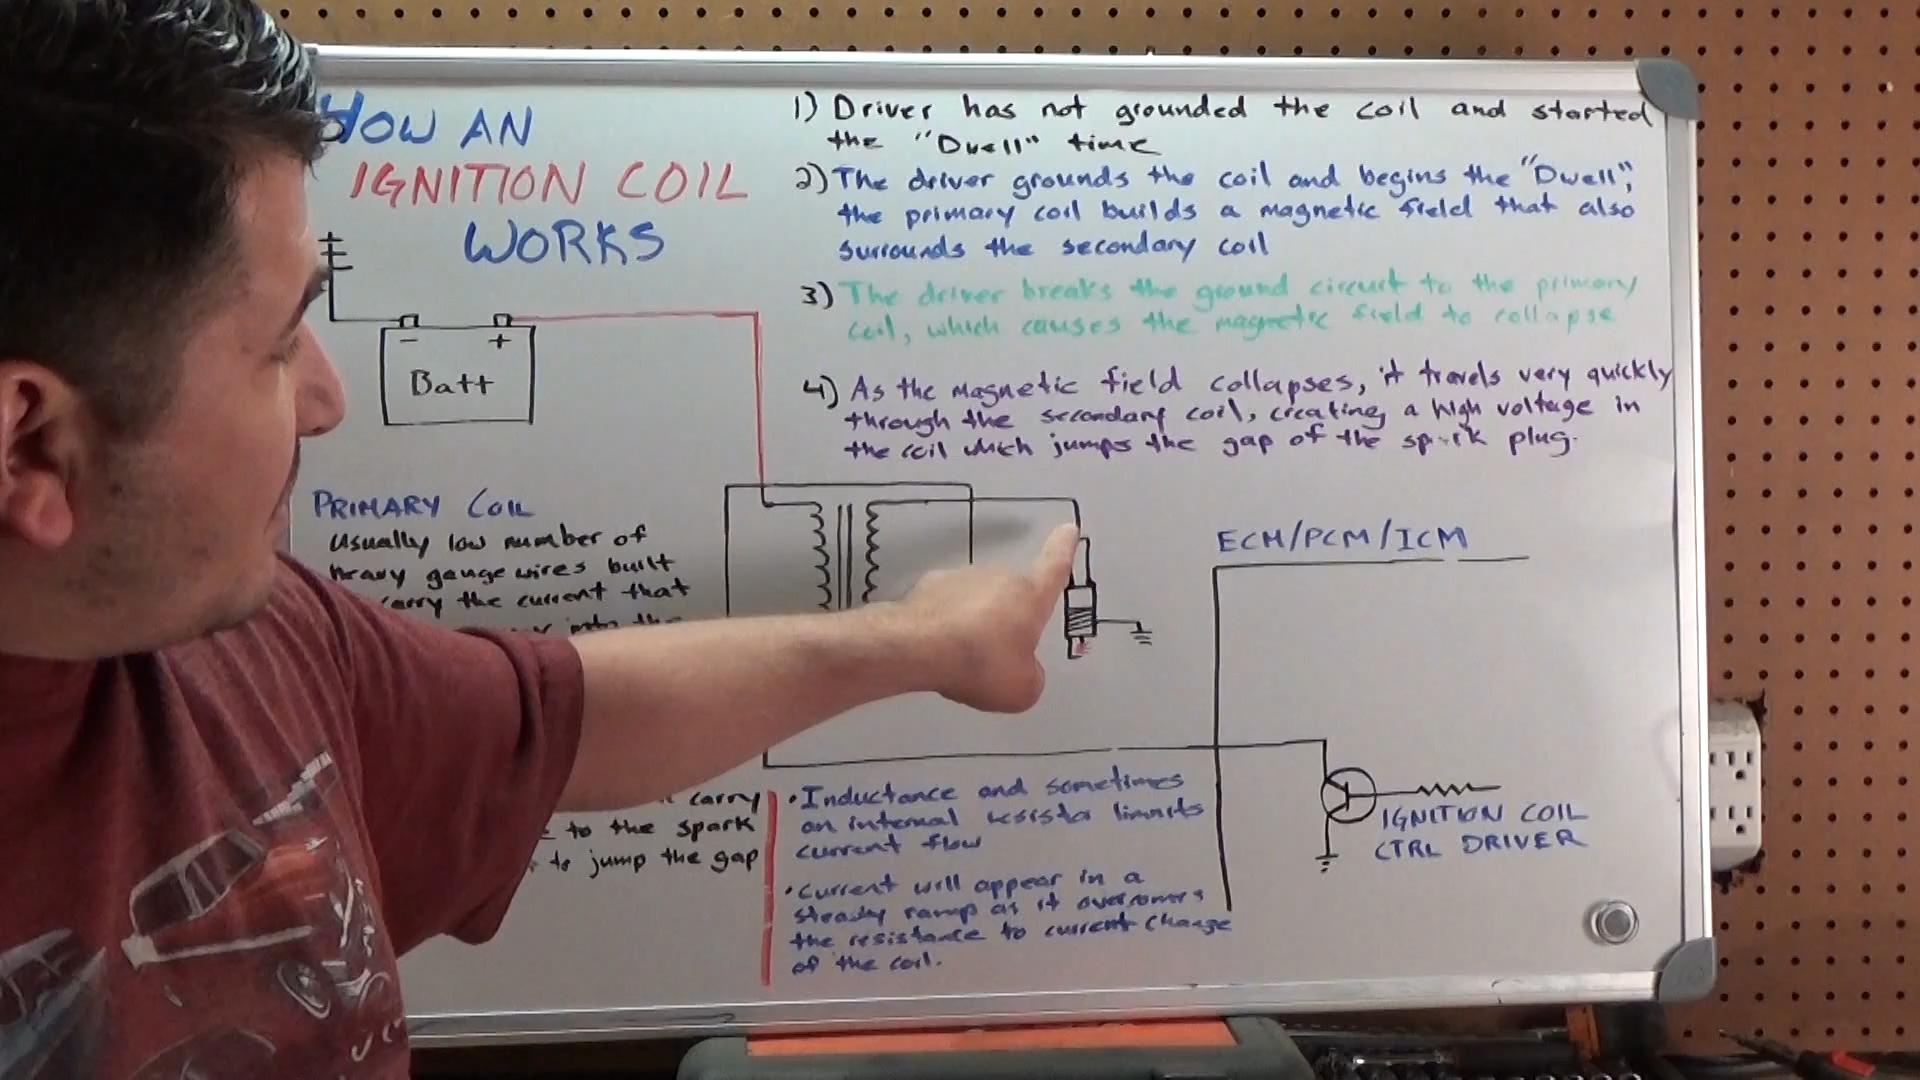 HOW AN
IGNITION COIL
WORKS
1) Driver has not grounded the coil and started
the "Dwell" time
2) The driver grounds the coil and begins the "Dwell",
the primary coil builds a magnetic field that also
surrounds the secondary coil
3) The driver breaks the ground circuit to the primary
coil, which causes the magnetic field to collapse
4) As the magnetic field collapses, it travels very quickly
through the secondary coil, creating a high voltage in
the coil which jumps the gap of the spark plug.
- +
Batt
PRIMARY COIL
Usually low number of
heavy gauge wires built
carry the current that
into the
carry
to the spark
to jump the gap
• Inductance and sometimes
an internal resistor limits
current flow
• Current will appear in a
steady ramp as it overcomes
the resistance to current change
of the coil.
ECM/PCM/ICM
IGNITION COIL
CTRL DRIVER